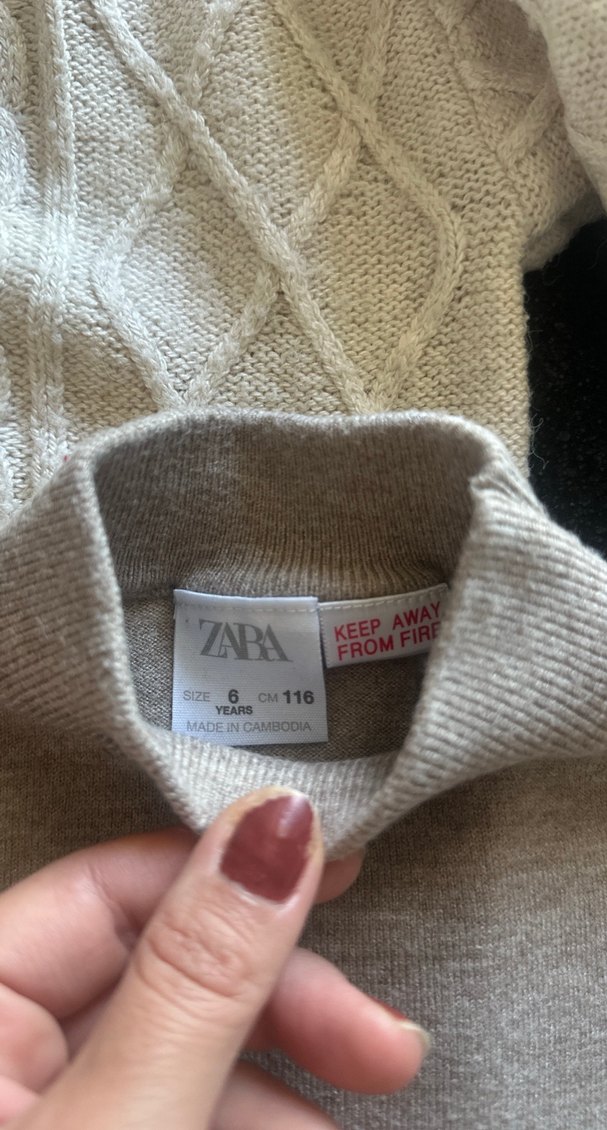 ZARA
SIZE 6 CM 116
YEARS
MADE IN CAMBODIA
KEEP AWAY
FROM FIRE